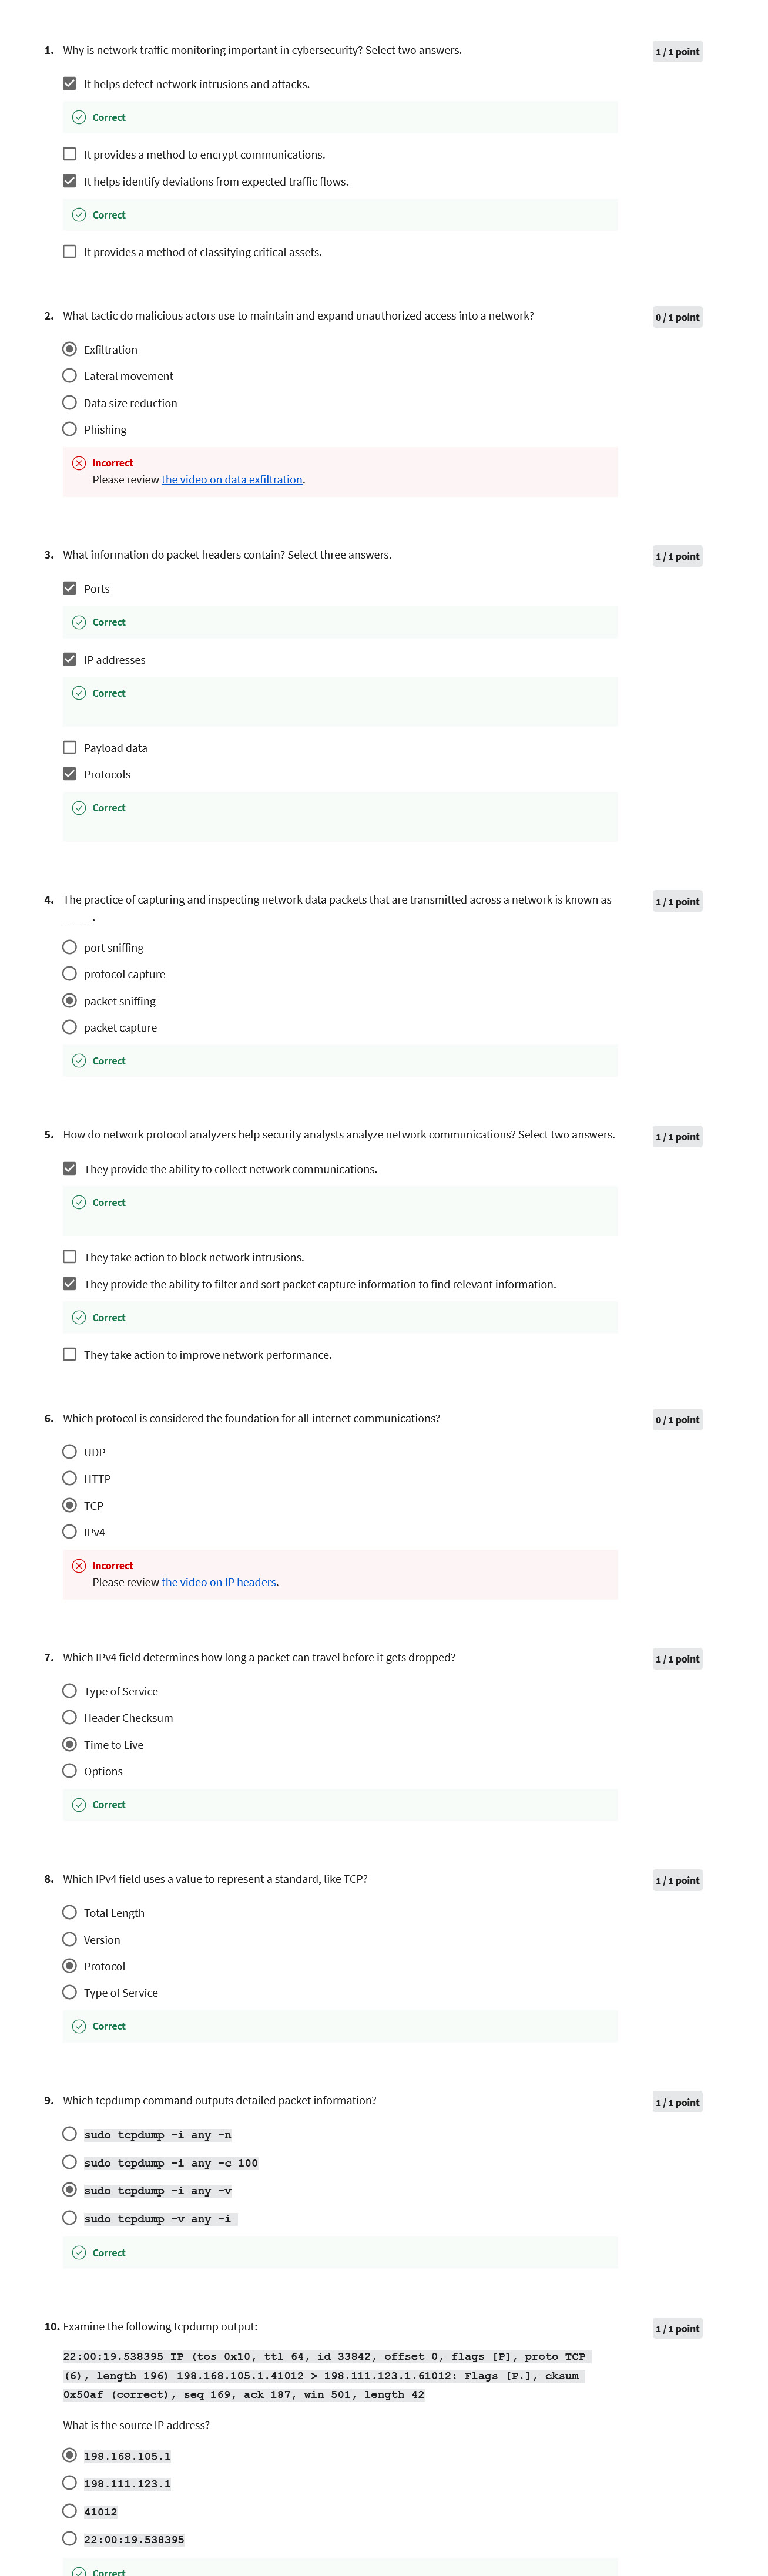 1. Why is network traffic monitoring important in cybersecurity? Select two answers.
1 / 1 point
It helps detect network intrusions and attacks.
Correct
It provides a method to encrypt communications.
It helps identify deviations from expected traffic flows.
Correct
It provides a method of classifying critical assets.
2. What tactic do malicious actors use to maintain and expand unauthorized access into a network?
0 / 1 point
Exfiltration
Lateral movement
Data size reduction
Phishing
Incorrect
Please review the video on data exfiltration.
3. What information do packet headers contain? Select three answers.
1 / 1 point
Ports
Correct
IP addresses
Correct
Payload data
Protocols
Correct
4. The practice of capturing and inspecting network data packets that are transmitted across a network is known as
_____.
1 / 1 point
port sniffing
protocol capture
packet sniffing
packet capture
Correct
5. How do network protocol analyzers help security analysts analyze network communications? Select two answers.
1 / 1 point
They provide the ability to collect network communications.
Correct
They take action to block network intrusions.
They provide the ability to filter and sort packet capture information to find relevant information.
Correct
They take action to improve network performance.
6. Which protocol is considered the foundation for all internet communications?
0 / 1 point
UDP
HTTP
TCP
IPv4
Incorrect
Please review the video on IP headers.
7. Which IPv4 field determines how long a packet can travel before it gets dropped?
1 / 1 point
Type of Service
Header Checksum
Time to Live
Options
Correct
8. Which IPv4 field uses a value to represent a standard, like TCP?
1 / 1 point
Total Length
Version
Protocol
Type of Service
Correct
9. Which tcpdump command outputs detailed packet information?
1 / 1 point
sudo tcpdump -i any -n
sudo tcpdump -i any -c 100
sudo tcpdump -i any -v
sudo tcpdump -v any -i
Correct
10. Examine the following tcpdump output:
1 / 1 point
22:00:19.538395 IP (tos 0x10, ttl 64, id 33842, offset 0, flags [P], proto TCP
(6), length 196) 198.168.105.1.41012 > 198.111.123.1.61012: Flags [P.], cksum
0x50af (correct), seq 169, ack 187, win 501, length 42
What is the source IP address?
198.168.105.1
198.111.123.1
41012
22:00:19.538395
Correct